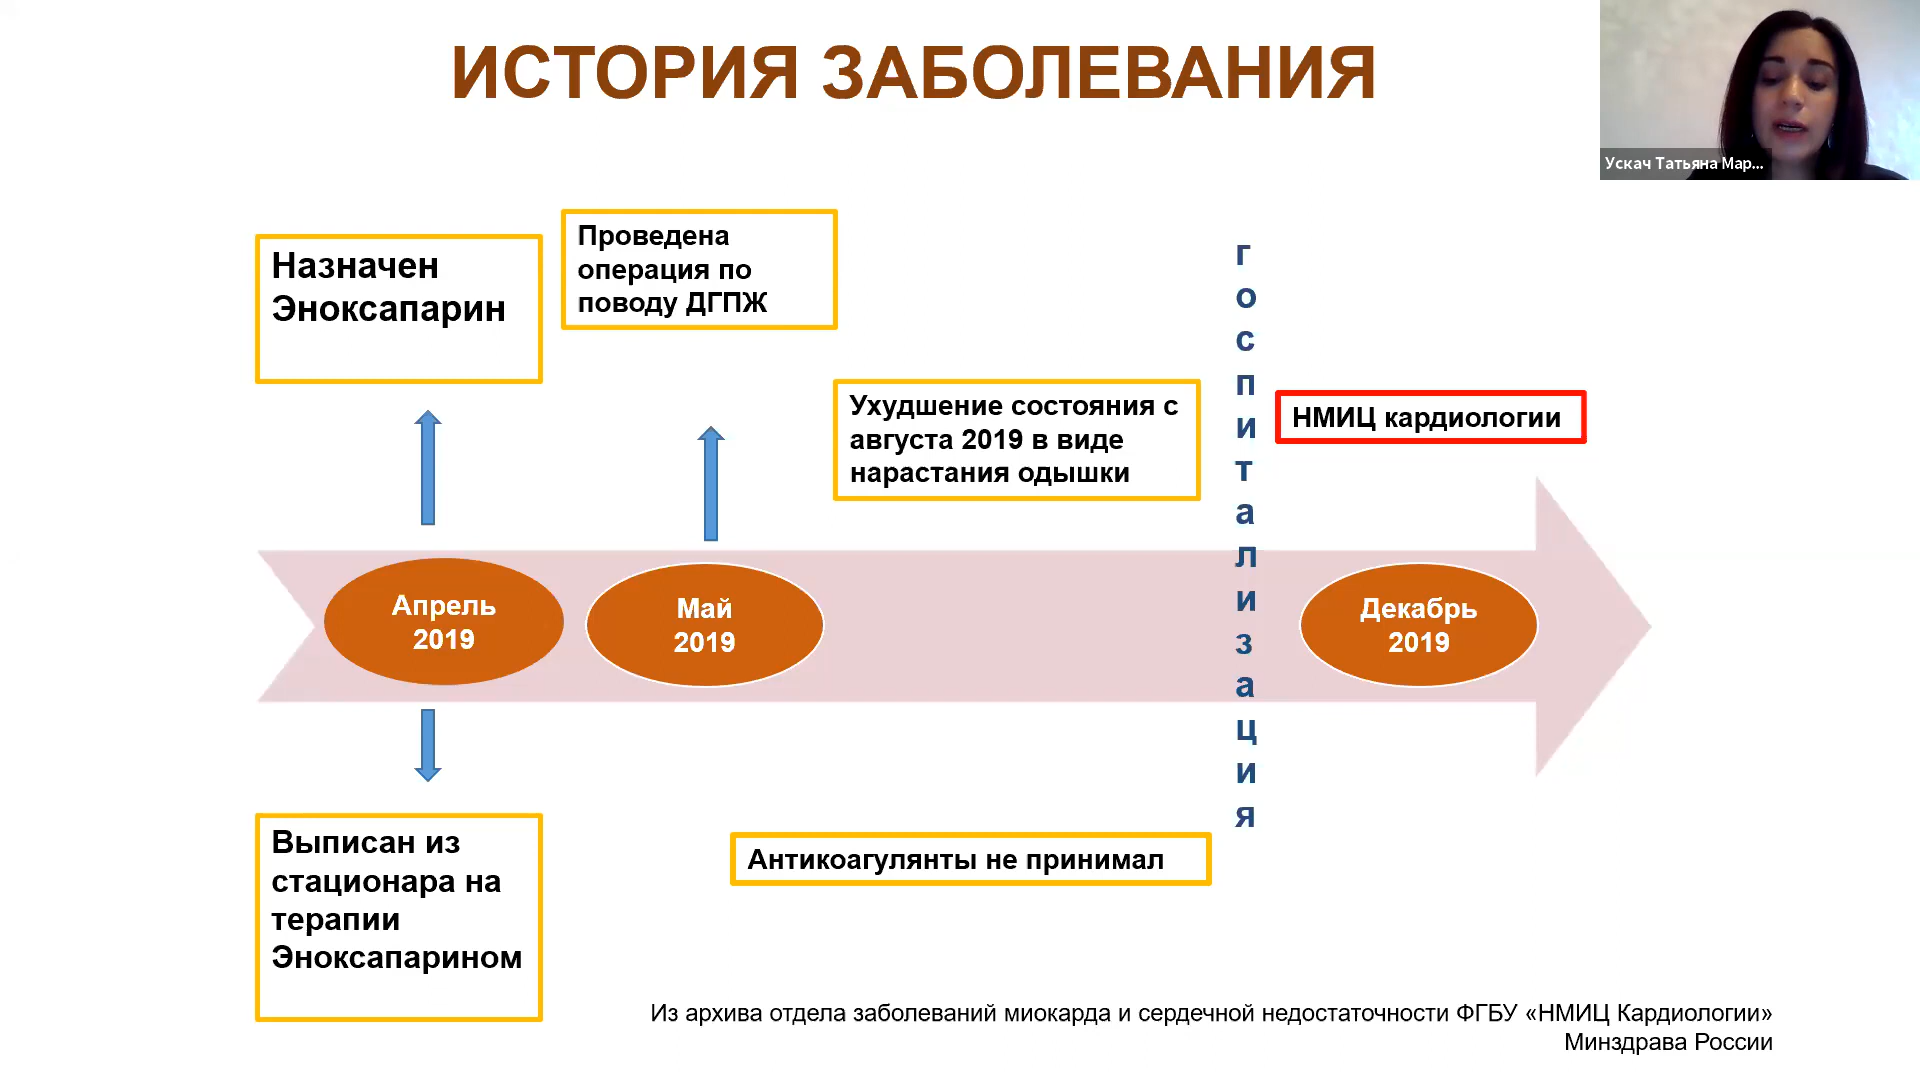 ИСТОРИЯ ЗАБОЛЕВАНИЯ
Ускач Татьяна Мар...
Назначен
Эноксапарин
Проведена
операция по
поводу ДГПЖ
Ухудшение состояния с
августа 2019 в виде
нарастания одышки
госпитализация
НМИЦ кардиологии
Апрель
2019
Май
2019
Декабрь
2019
Выписан из
стационара на
терапии
Эноксапарином
Антикоагулянты не принимал
Из архива отдела заболеваний миокарда и сердечной недостаточности ФГБУ «НМИЦ Кардиологии»
Минздрава России